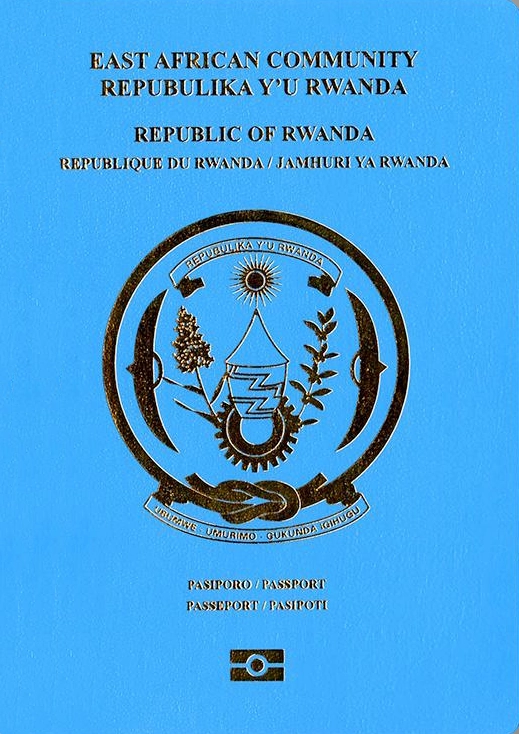 EAST AFRICAN COMMUNITY
REPUBULIKA Y'U RWANDA
REPUBLIC OF RWANDA
REPUBLIQUE DU RWANDA / JAMHURI YA RWANDA
REPUBULIKA Y'U RWANDA
UBUMWE - UMURIMO - GUKUNDA IGIHUGU
PASIPORO / PASSPORT
PASSEPORT / PASIPOTI